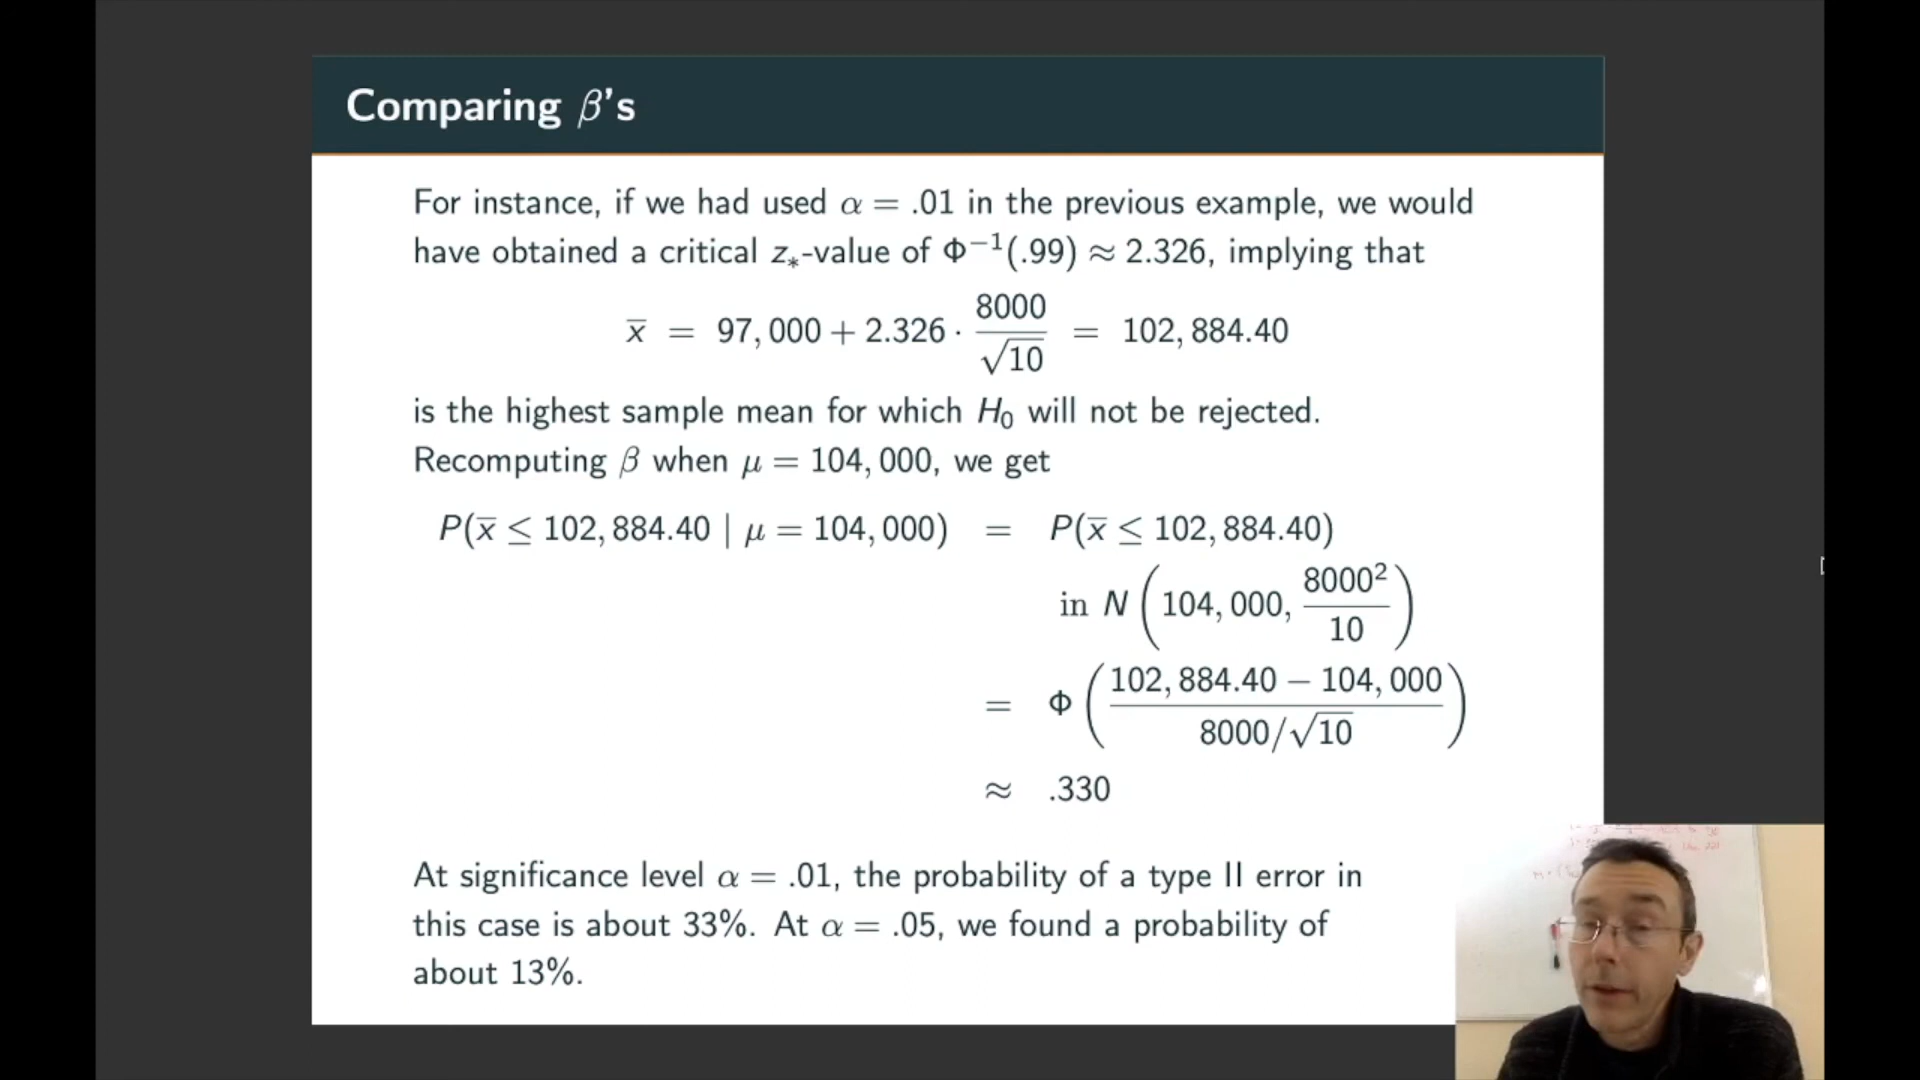 Comparing β's
For instance, if we had used α = .01 in the previous example, we would
have obtained a critical z∗-value of Φ⁻¹(.99) ≈ 2.326, implying that
x̅ = 97,000 + 2.326 · 8000/√10 = 102,884.40
is the highest sample mean for which H₀ will not be rejected.
Recomputing β when μ = 104,000, we get
P(x̅ ≤ 102,884.40 | μ = 104,000) = P(x̅ ≤ 102,884.40)
in N(104,000, 8000²/10)
= Φ((102,884.40 − 104,000)/(8000/√10))
≈ .330
At significance level α = .01, the probability of a type II error in
this case is about 33%. At α = .05, we found a probability of
about 13%.